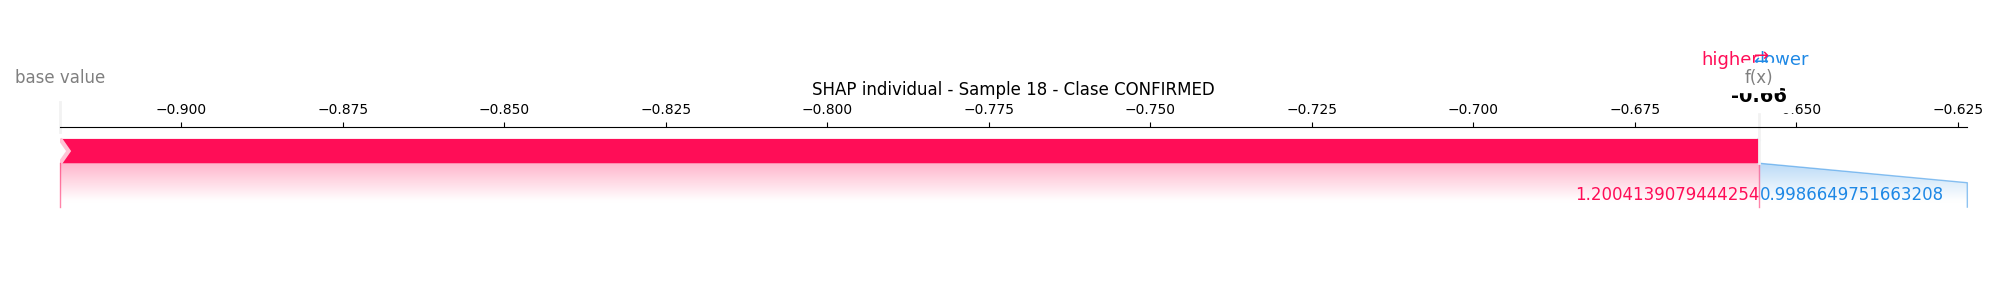 higher
base value
f(x)
SHAP individual - Sample 18 - Clase CONFIRMED
-0.66
−0.900 −0.875 −0.850 −0.825 −0.800 −0.775 −0.750 −0.725 −0.700 −0.675 .650 −0.625
1.2004139079444254 0.9986649751663208